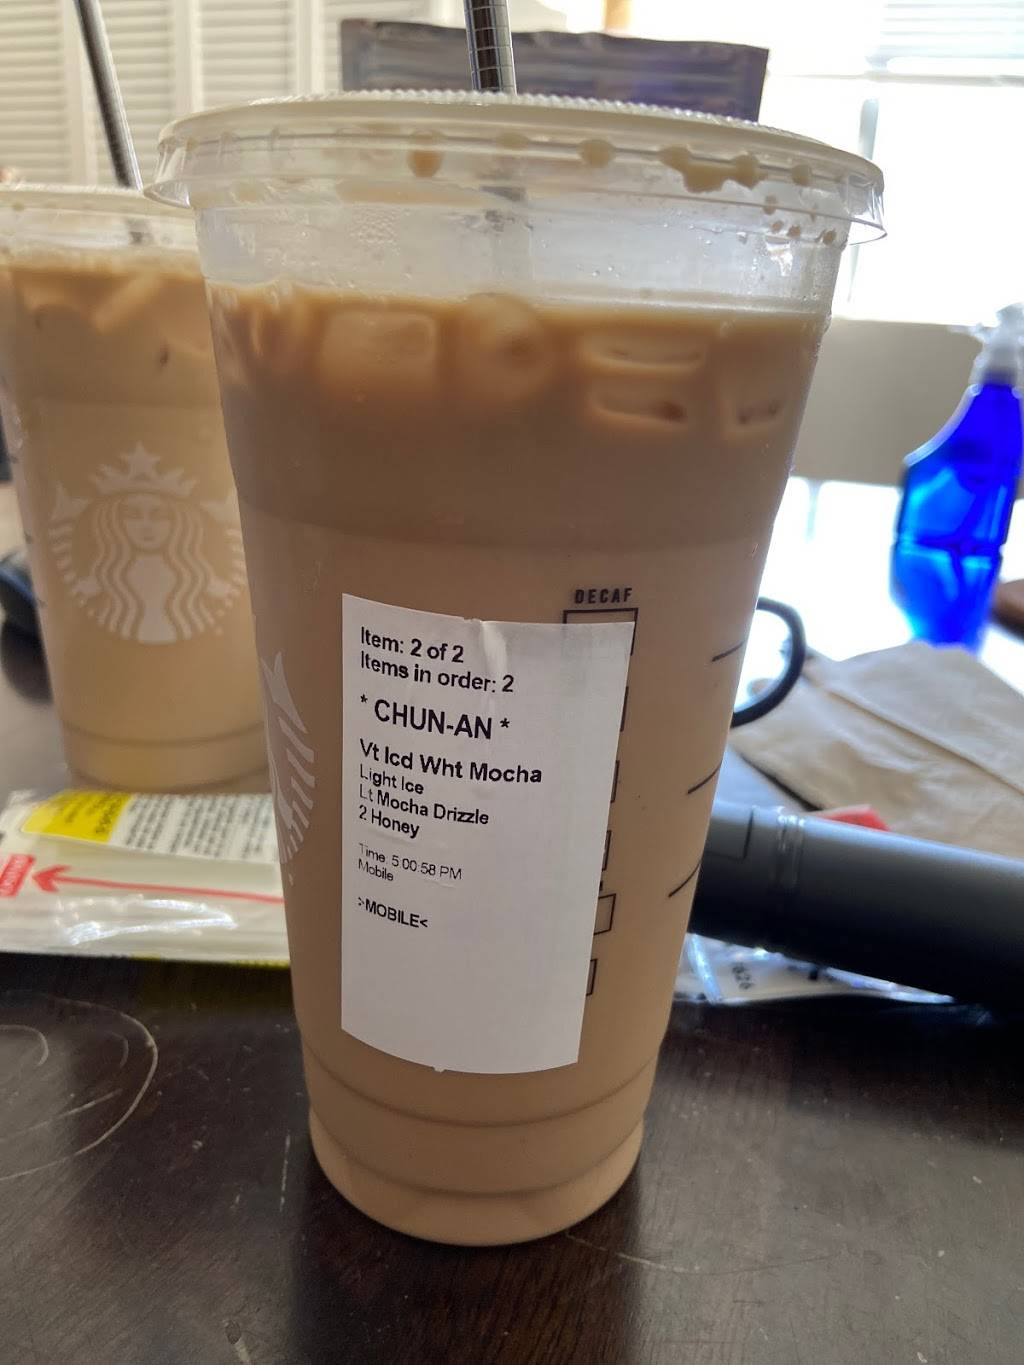 DECAF
Item: 2 of 2
Items in order: 2
* CHUN-AN *
Vt Icd Wht Mocha
Light Ice
Lt Mocha Drizzle
2 Honey
Time: 5:00:58 PM
Mobile
>MOBILE<